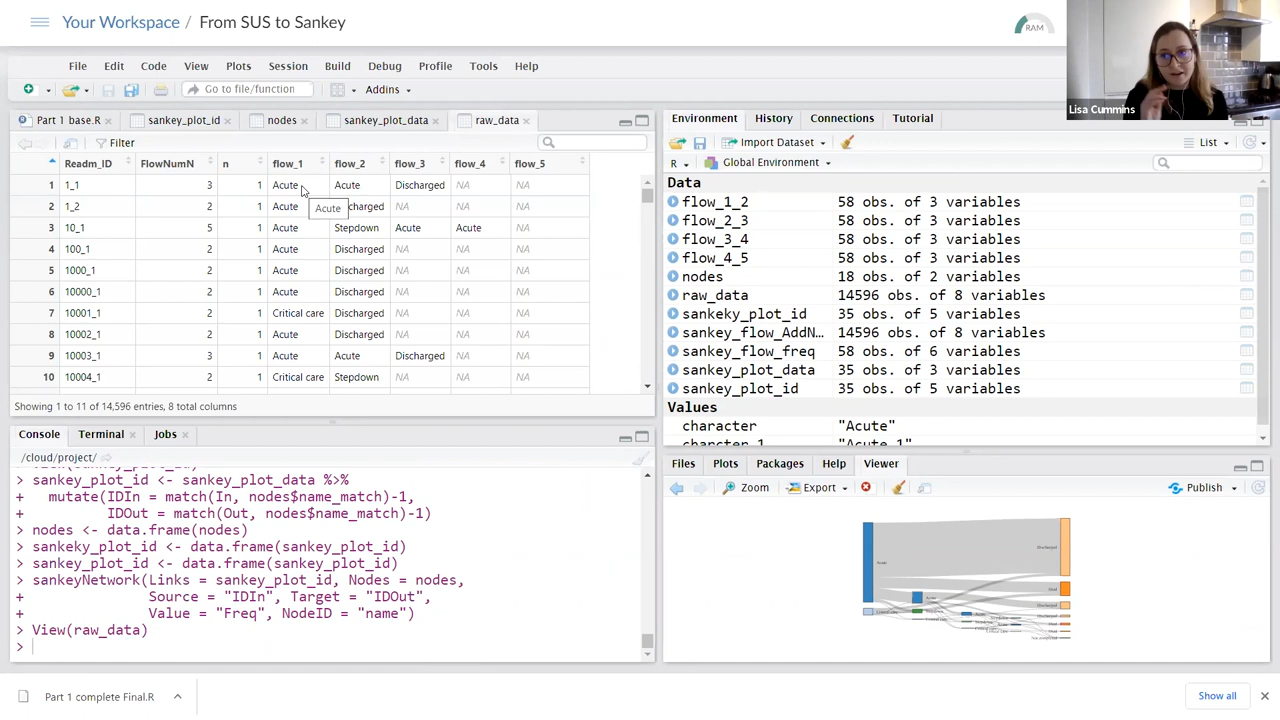 Your Workspace / From SUS to Sankey
RAM
Lisa Cummins
File Edit Code View Plots Session Build Debug Profile Tools Help
Go to file/function Addins
Part 1 base.R sankey_plot_id nodes sankey_plot_data raw_data
Filter
Readm_ID FlowNumN n flow_1 flow_2 flow_3 flow_4 flow_5
1 1_1 3 1 Acute Acute Discharged NA NA
2 1_2 2 1 Acute charged NA NA NA
Acute
3 10_1 5 1 Acute Stepdown Acute Acute NA
4 100_1 2 1 Acute Discharged NA NA NA
5 1000_1 2 1 Acute Discharged NA NA NA
6 10000_1 2 1 Acute Discharged NA NA NA
7 10001_1 2 1 Critical care Discharged NA NA NA
8 10002_1 2 1 Acute Discharged NA NA NA
9 10003_1 3 1 Acute Acute Discharged NA NA
10 10004_1 2 1 Critical care Stepdown NA NA NA
Showing 1 to 11 of 14,596 entries, 8 total columns
Console Terminal Jobs
/cloud/project/
> sankey_plot_id <- sankey_plot_data %>%
+ mutate(IDIn = match(In, nodes$name_match)-1,
+ IDOut = match(Out, nodes$name_match)-1)
> nodes <- data.frame(nodes)
> sankeky_plot_id <- data.frame(sankey_plot_id)
> sankey_plot_id <- data.frame(sankey_plot_id)
> sankeyNetwork(Links = sankey_plot_id, Nodes = nodes,
+ Source = "IDIn", Target = "IDOut",
+ Value = "Freq", NodeID = "name")
> View(raw_data)
>
Environment History Connections Tutorial
Import Dataset List
R Global Environment
Data
flow_1_2 58 obs. of 3 variables
flow_2_3 58 obs. of 3 variables
flow_3_4 58 obs. of 3 variables
flow_4_5 58 obs. of 3 variables
nodes 18 obs. of 2 variables
raw_data 14596 obs. of 8 variables
sankeky_plot_id 35 obs. of 5 variables
sankey_flow_AddN… 14596 obs. of 8 variables
sankey_flow_freq 58 obs. of 6 variables
sankey_plot_data 35 obs. of 3 variables
sankey_plot_id 35 obs. of 5 variables
Values
character "Acute"
Files Plots Packages Help Viewer
Zoom Export Publish
Discharged
Acute
Part 1 complete Final.R
Show all